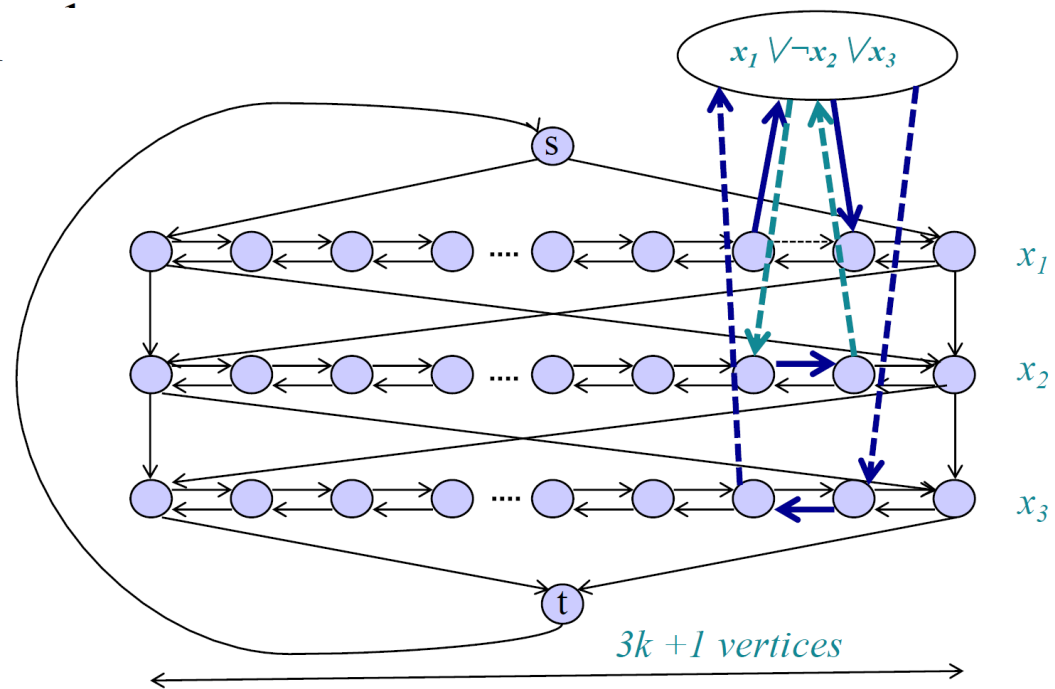 x₁ ∨ ¬x₂ ∨ x₃
s
....
x₁
....
x₂
....
x₃
t
3k +1 vertices